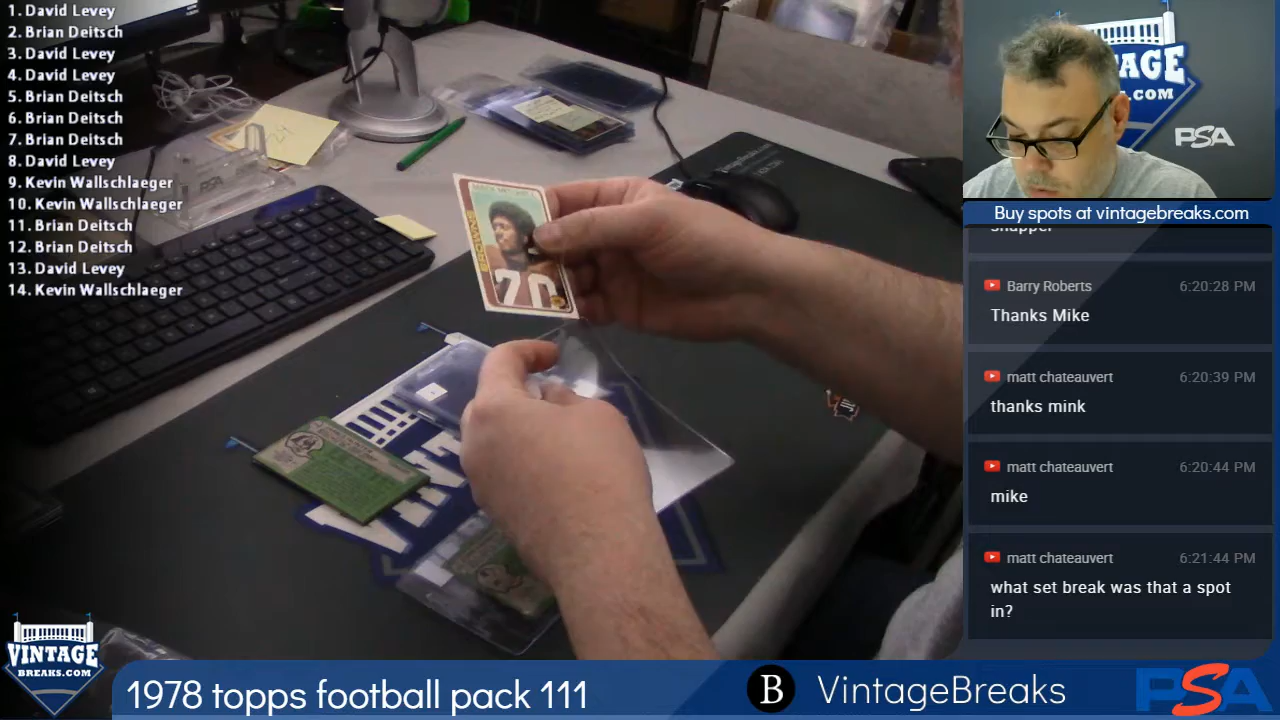 1. David Levey
2. Brian Deitsch
3. David Levey
4. David Levey
5. Brian Deitsch
6. Brian Deitsch
7. Brian Deitsch
8. David Levey
9. Kevin Wallschlaeger
10. Kevin Wallschlaeger
11. Brian Deitsch
12. Brian Deitsch
13. David Levey
14. Kevin Wallschlaeger
BROWNS
70
PSA
Buy spots at vintagebreaks.com
snapper
Barry Roberts 6:20:28 PM
Thanks Mike
matt chateauvert 6:20:39 PM
thanks mink
matt chateauvert 6:20:44 PM
mike
matt chateauvert 6:21:44 PM
what set break was that a spot
in?
VINTAGE
BREAKS.COM
1978 topps football pack 111
B VintageBreaks
PSA